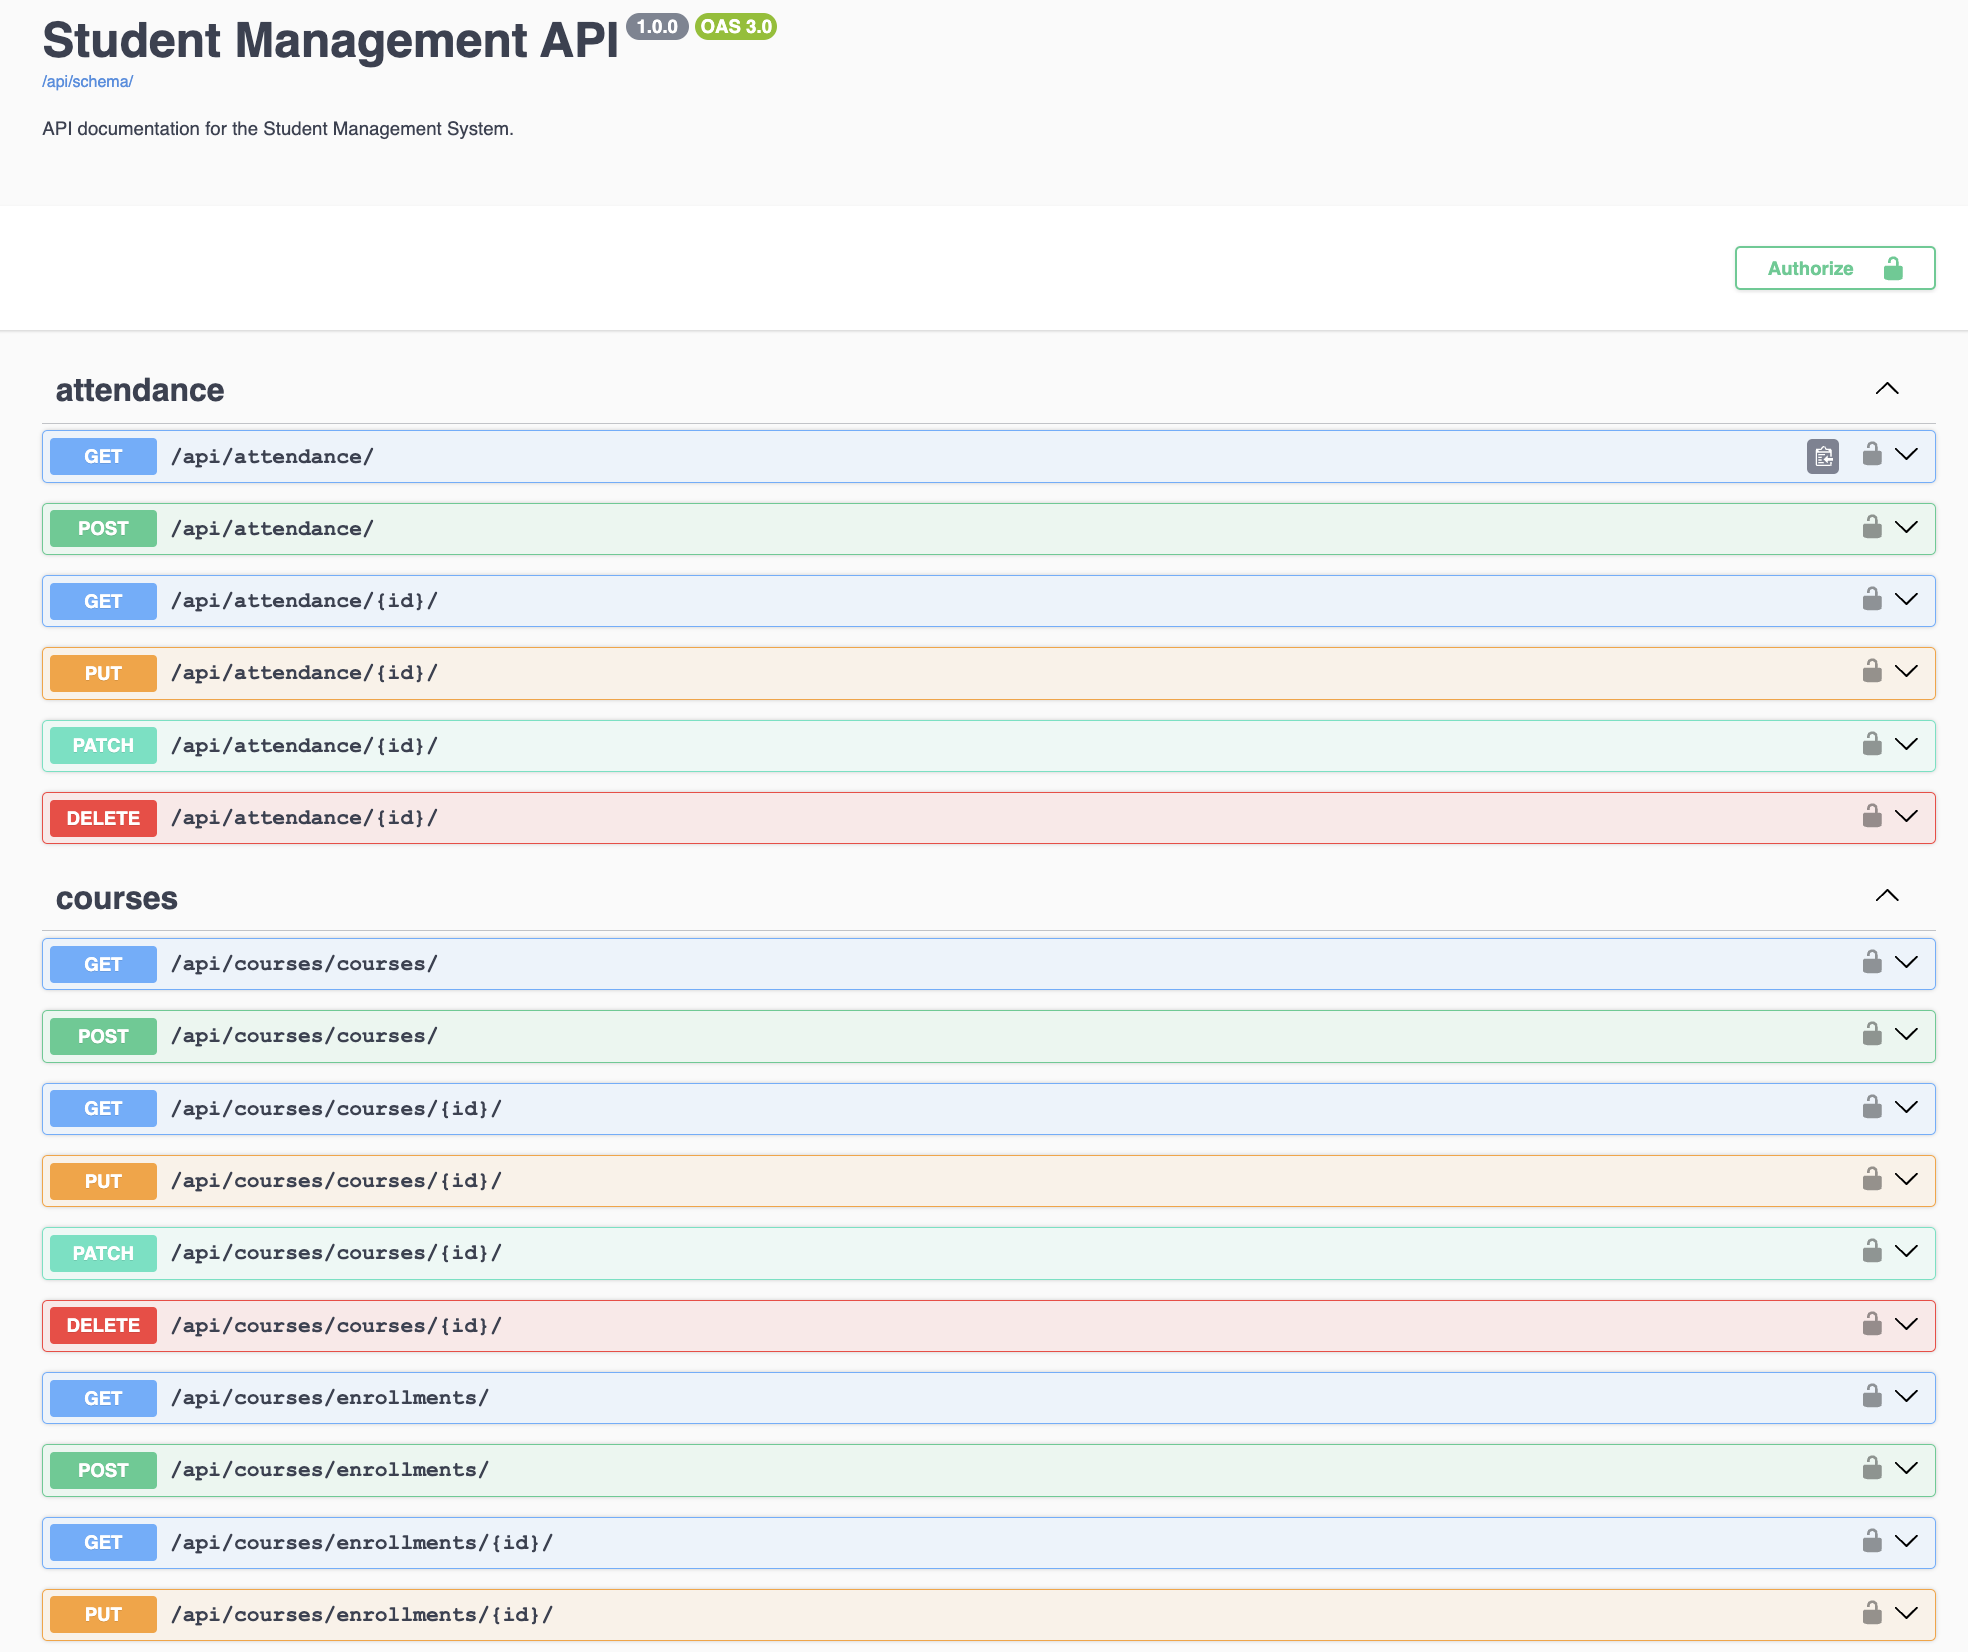 Student Management API 1.0.0 OAS 3.0
/api/schema/
API documentation for the Student Management System.
Authorize
attendance
GET /api/attendance/
POST /api/attendance/
GET /api/attendance/{id}/
PUT /api/attendance/{id}/
PATCH /api/attendance/{id}/
DELETE /api/attendance/{id}/
courses
GET /api/courses/courses/
POST /api/courses/courses/
GET /api/courses/courses/{id}/
PUT /api/courses/courses/{id}/
PATCH /api/courses/courses/{id}/
DELETE /api/courses/courses/{id}/
GET /api/courses/enrollments/
POST /api/courses/enrollments/
GET /api/courses/enrollments/{id}/
PUT /api/courses/enrollments/{id}/